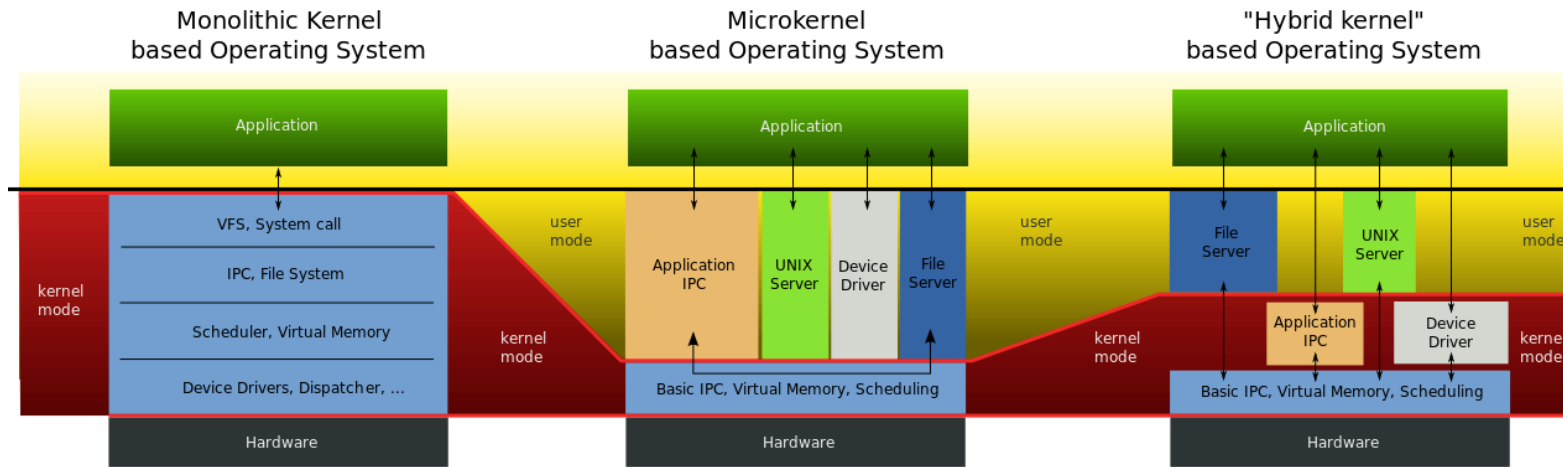 Monolithic Kernel
based Operating System
Microkernel
based Operating System
"Hybrid kernel"
based Operating System
Application
VFS, System call
IPC, File System
Scheduler, Virtual Memory
Device Drivers, Dispatcher, ...
Hardware
kernel
mode
user
mode
kernel
mode
Application
Application
IPC
UNIX
Server
Device
Driver
File
Server
Basic IPC, Virtual Memory, Scheduling
Hardware
user
mode
kernel
mode
Application
File
Server
UNIX
Server
Application
IPC
Device
Driver
Basic IPC, Virtual Memory, Scheduling
Hardware
user
mode
kernel
mode